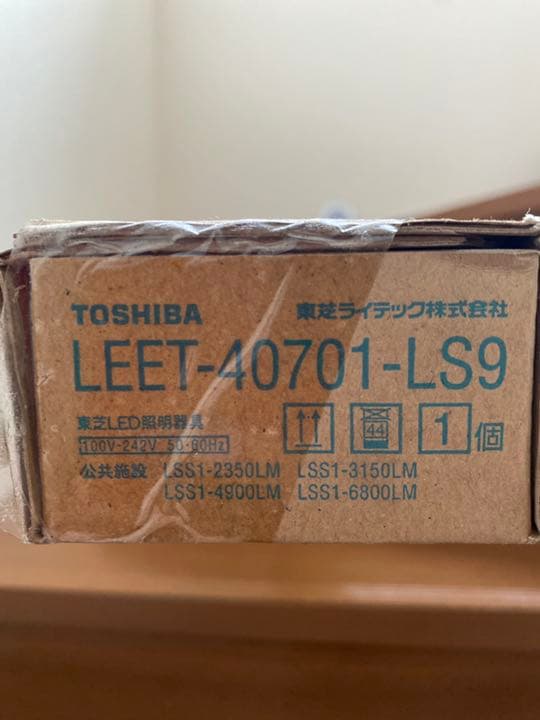 TOSHIBA 東芝ライテック株式会社
LEET-40701-LS9
東芝LED照明器具
100V-242V 50-60Hz
44 1個
公共施設 LSS1-2350LM LSS1-3150LM
LSS1-4900LM LSS1-6800LM